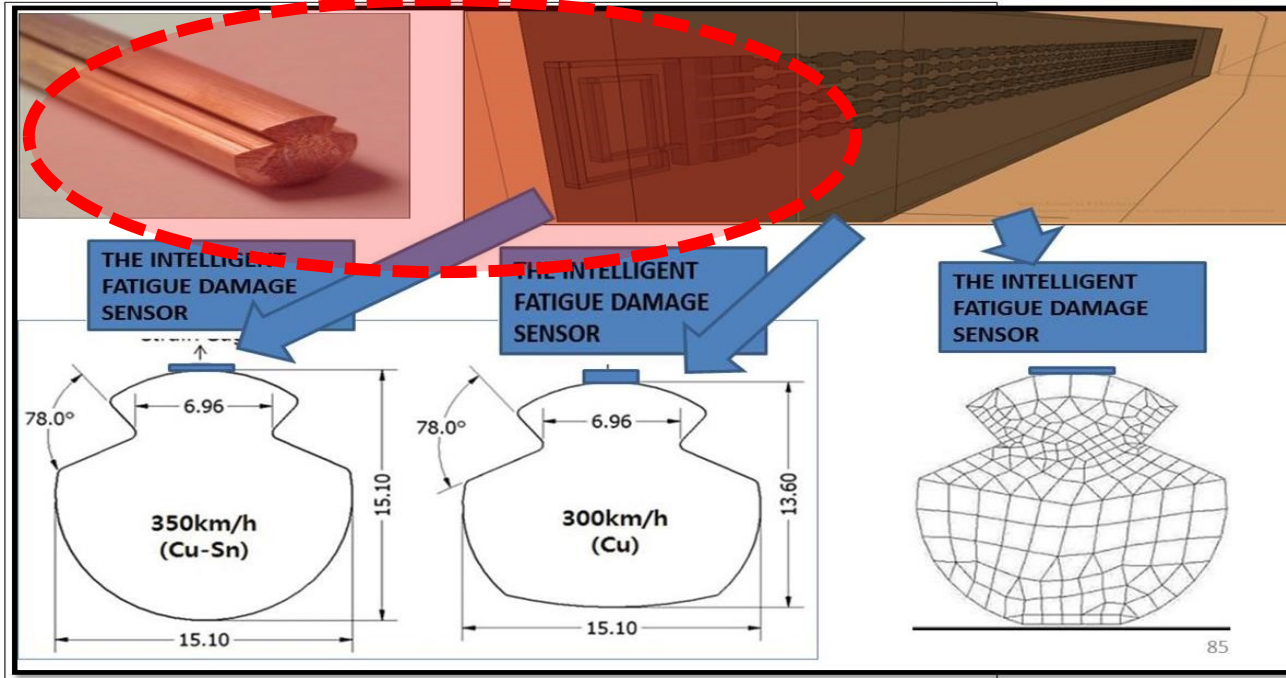 THE INTELLIGENT
FATIGUE DAMAGE
SENSOR
THE INTELLIGENT
FATIGUE DAMAGE
SENSOR
THE INTELLIGENT
FATIGUE DAMAGE
SENSOR
78.0°
6.96
15.10
350km/h
(Cu-Sn)
15.10
78.0°
6.96
13.60
300km/h
(Cu)
15.10
85